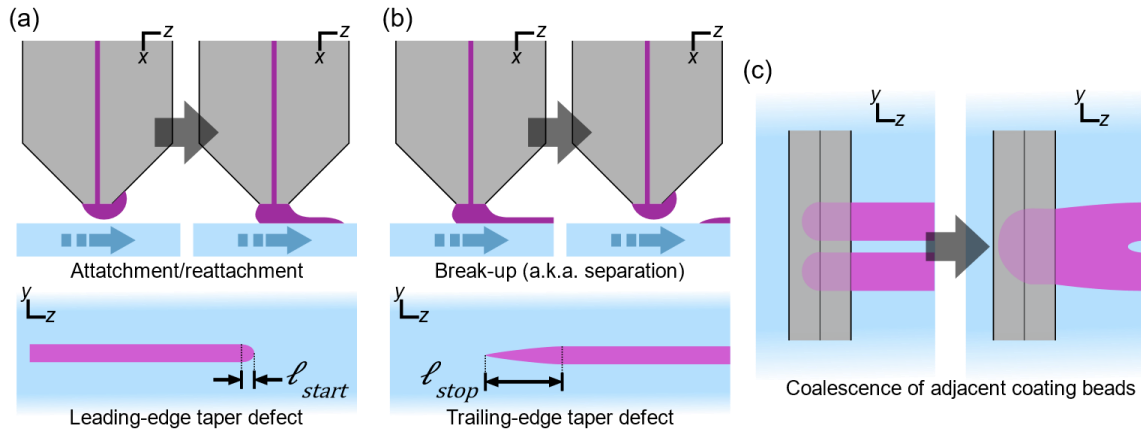 (a)
z
x
z
x
Attatchment/reattachment
y
z
ℓstart
Leading-edge taper defect
(b)
z
x
z
x
Break-up (a.k.a. separation)
y
z
ℓstop
Trailing-edge taper defect
(c)
y
z
y
z
Coalescence of adjacent coating beads